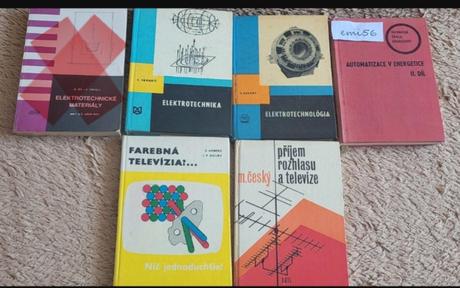 ELEKTROTECHNICKÉ
MATERIÁLY
ELEKTROTECHNIKA
ELEKTROTECHNOLÓGIA
emi56
AUTOMATIZACE V ENERGETICE
II. DÍL
FAREBNÁ
TELEVÍZIA?...
Nič jednoduchšie!
příjem
rozhlasu
a televize
m.český